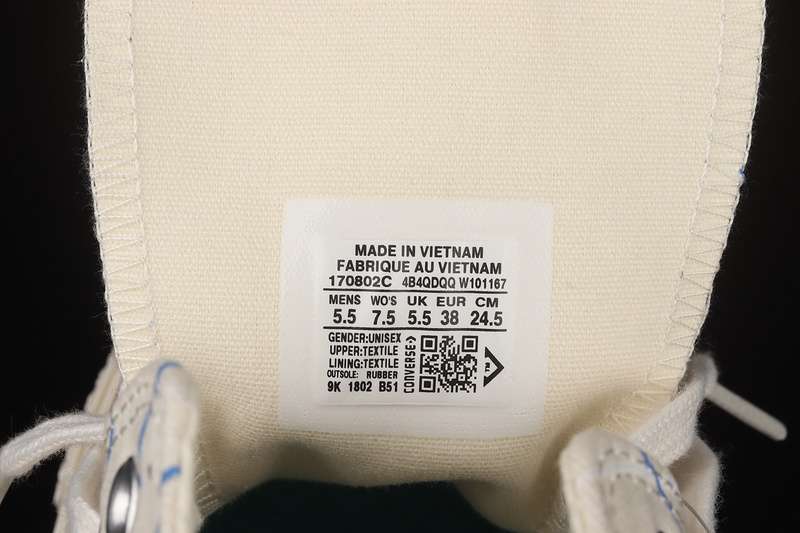 MADE IN VIETNAM
FABRIQUE AU VIETNAM
170802C 4B4QDQQ W101167
MENS WO'S UK EUR CM
5.5 7.5 5.5 38 24.5
GENDER:UNISEX
UPPER:TEXTILE
LINING:TEXTILE
OUTSOLE: RUBBER
9K 1802 B51
CONVERSE
TM